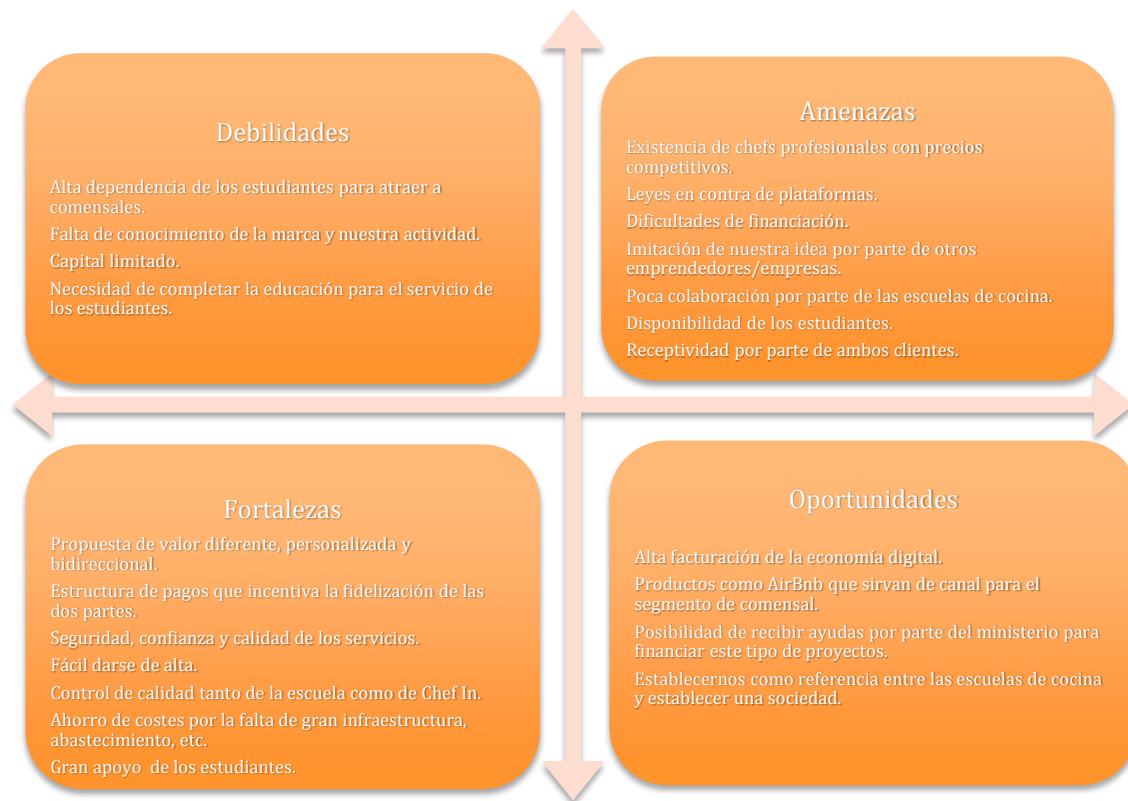 Debilidades
Alta dependencia de los estudiantes para atraer a
comensales.
Falta de conocimiento de la marca y nuestra actividad.
Capital limitado.
Necesidad de completar la educación para el servicio de
los estudiantes.
Amenazas
Existencia de chefs profesionales con precios
competitivos.
Leyes en contra de plataformas.
Dificultades de financiación.
Imitación de nuestra idea por parte de otros
emprendedores/empresas.
Poca colaboración por parte de las escuelas de cocina.
Disponibilidad de los estudiantes.
Receptividad por parte de ambos clientes.
Fortalezas
Propuesta de valor diferente, personalizada y
bidireccional.
Estructura de pagos que incentiva la fidelización de las
dos partes.
Seguridad, confianza y calidad de los servicios.
Fácil darse de alta.
Control de calidad tanto de la escuela como de Chef In.
Ahorro de costes por la falta de gran infraestructura,
abastecimiento, etc.
Gran apoyo de los estudiantes.
Oportunidades
Alta facturación de la economía digital.
Productos como AirBnb que sirvan de canal para el
segmento de comensal.
Posibilidad de recibir ayudas por parte del ministerio para
financiar este tipo de proyectos.
Establecernos como referencia entre las escuelas de cocina
y establecer una sociedad.